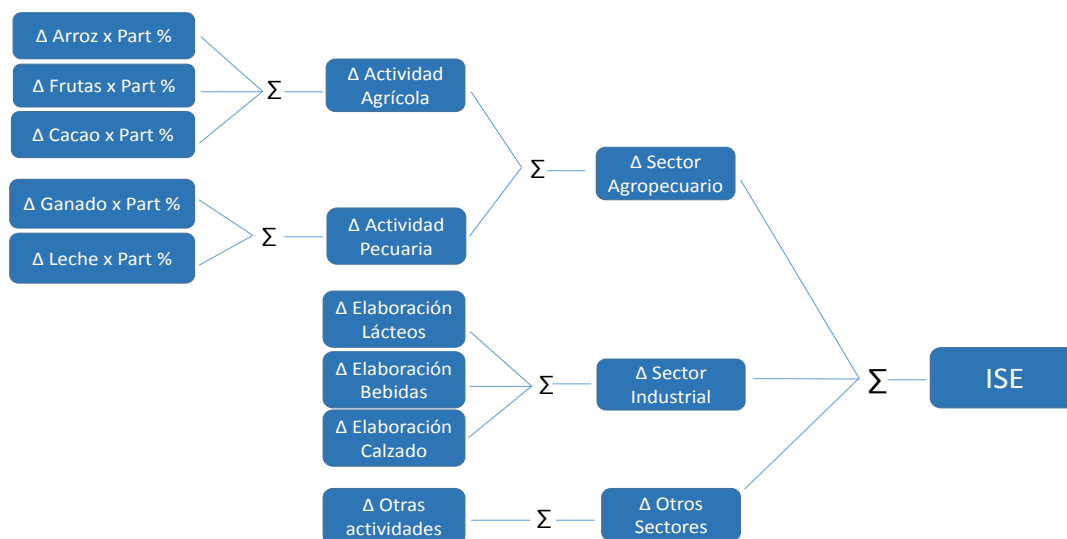 Δ Arroz x Part %
Δ Frutas x Part %
Δ Cacao x Part %
Σ
Δ Actividad
Agrícola
Δ Ganado x Part %
Δ Leche x Part %
Σ
Δ Actividad
Pecuaria
Σ
Δ Sector
Agropecuario
Δ Elaboración
Lácteos
Δ Elaboración
Bebidas
Δ Elaboración
Calzado
Σ
Δ Sector
Industrial
Δ Otras
actividades
Σ
Δ Otros
Sectores
Σ
ISE